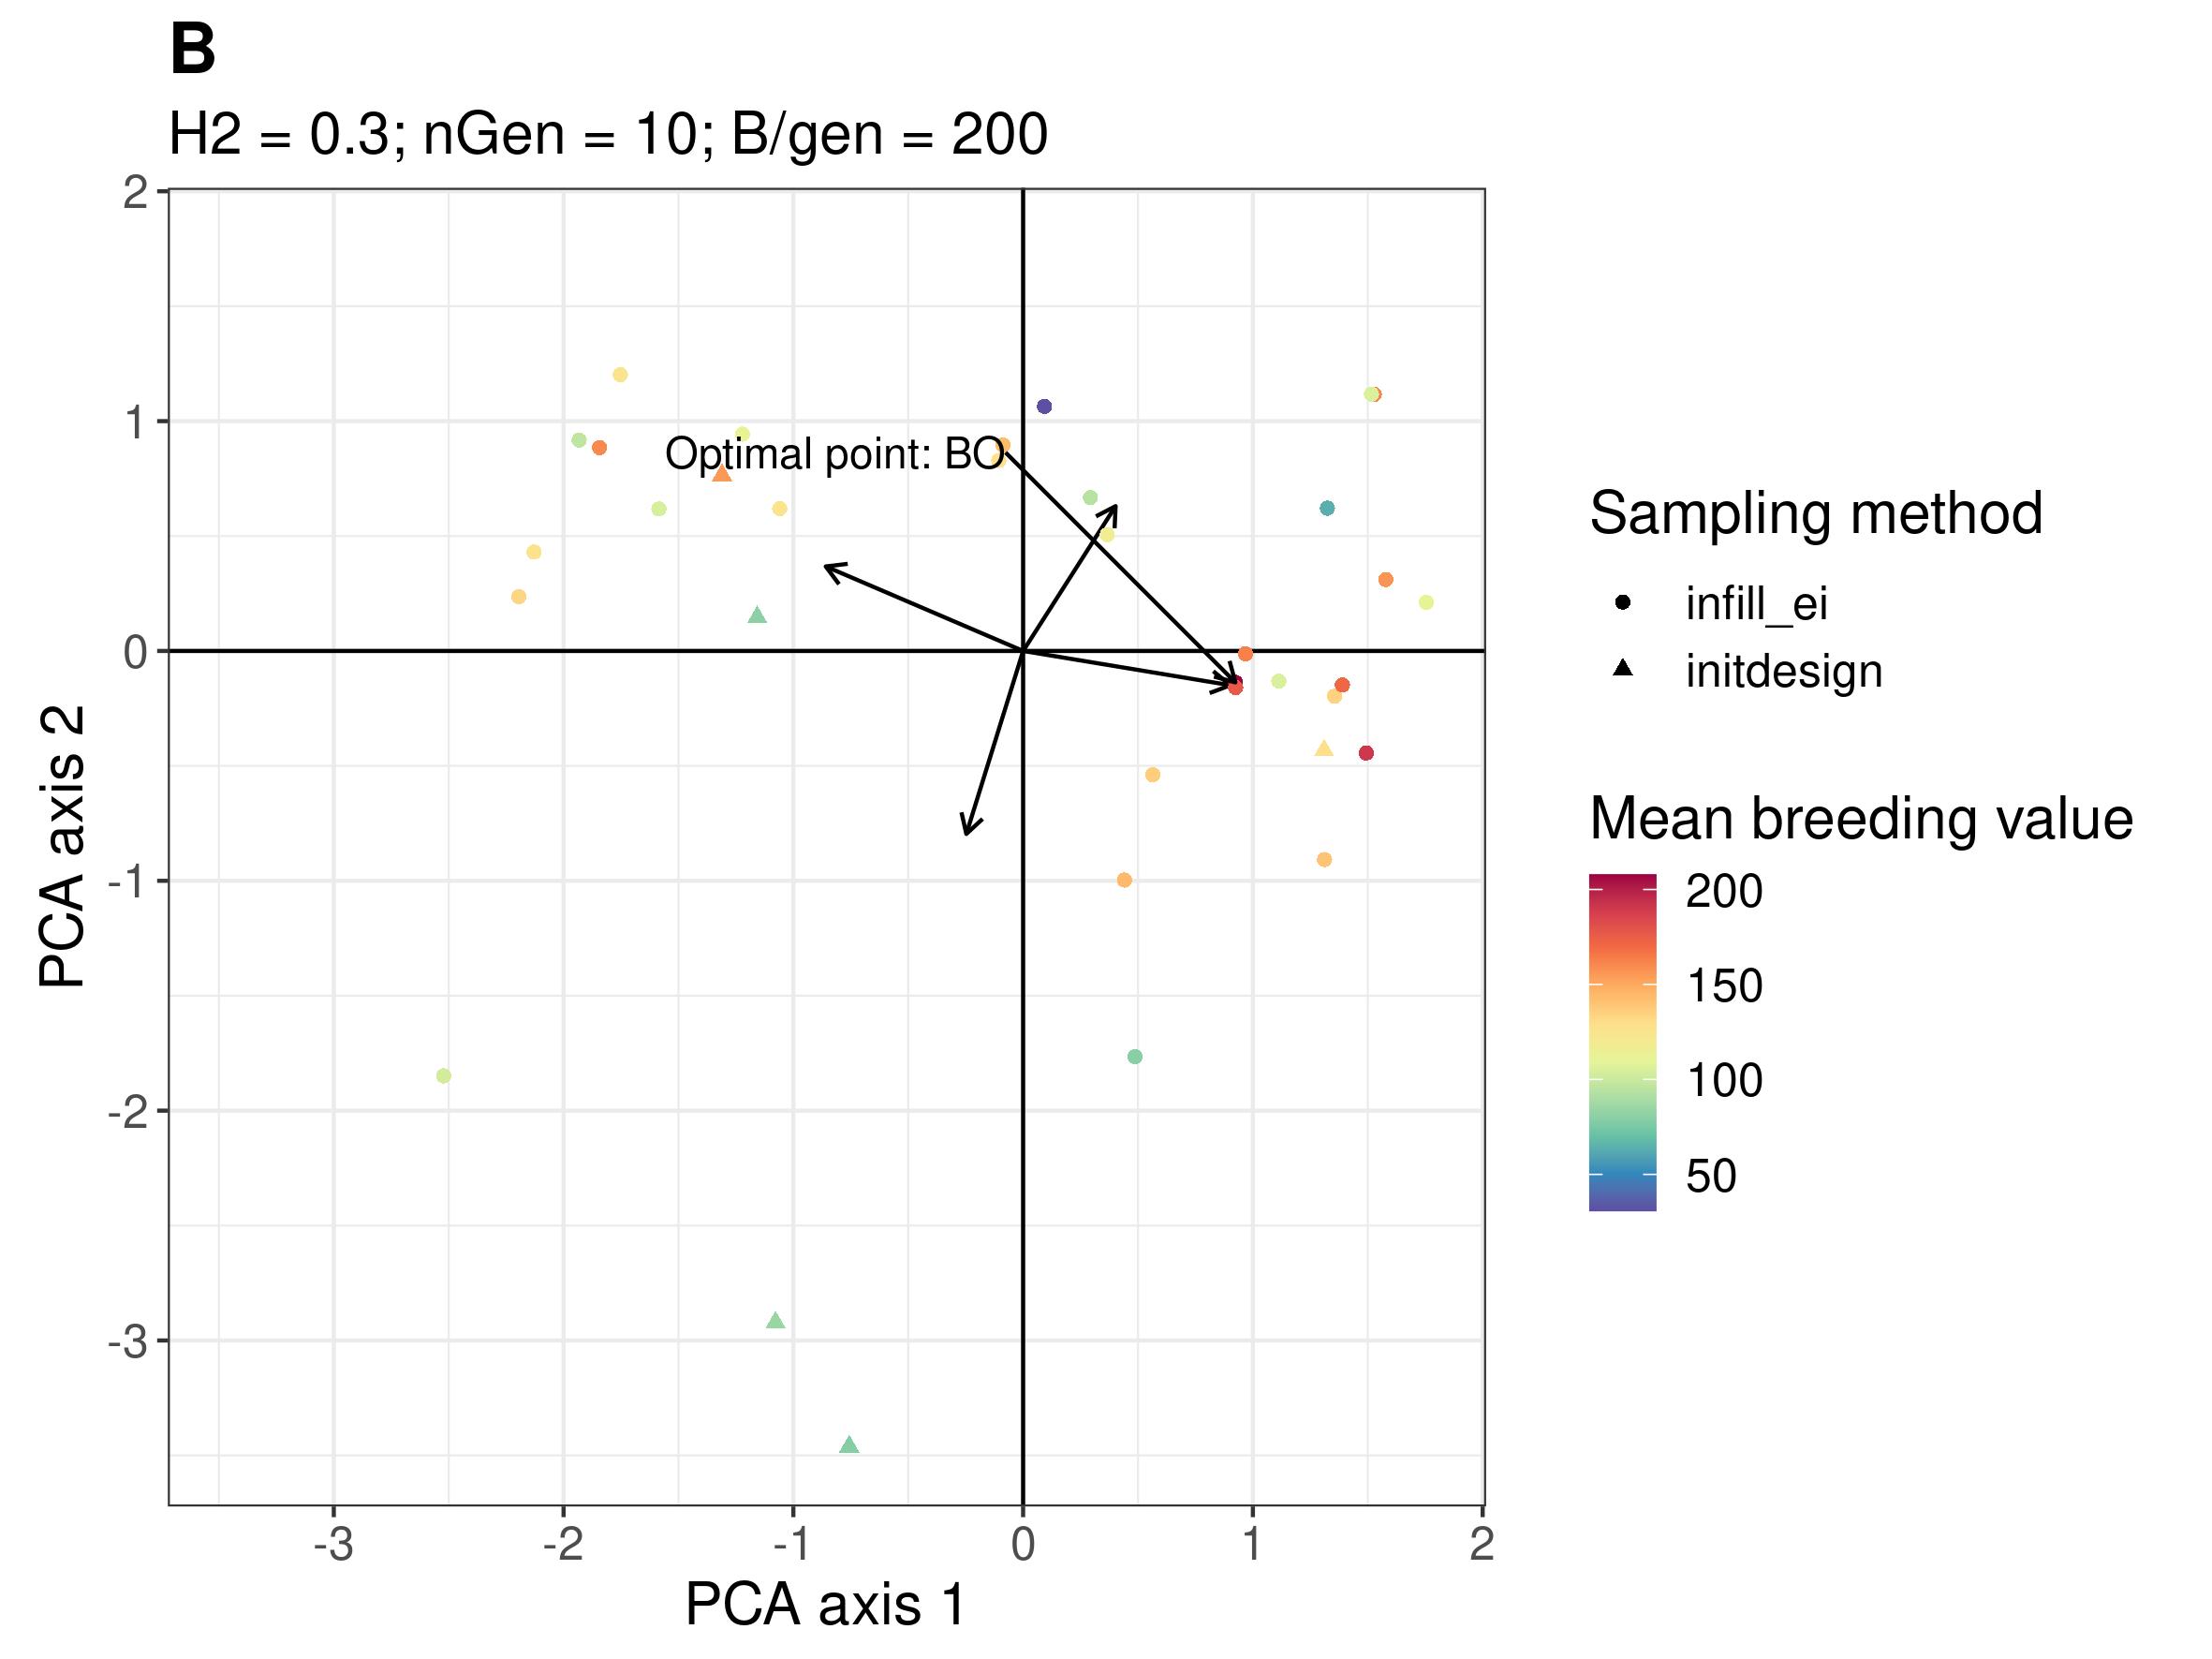 B
H2 = 0.3; nGen = 10; B/gen = 200
2
1
0
-1
-2
-3
PCA axis 2
Optimal point: BO
-3
-2
-1
0
1
2
PCA axis 1
Sampling method
infill_ei
initdesign
Mean breeding value
200
150
100
50